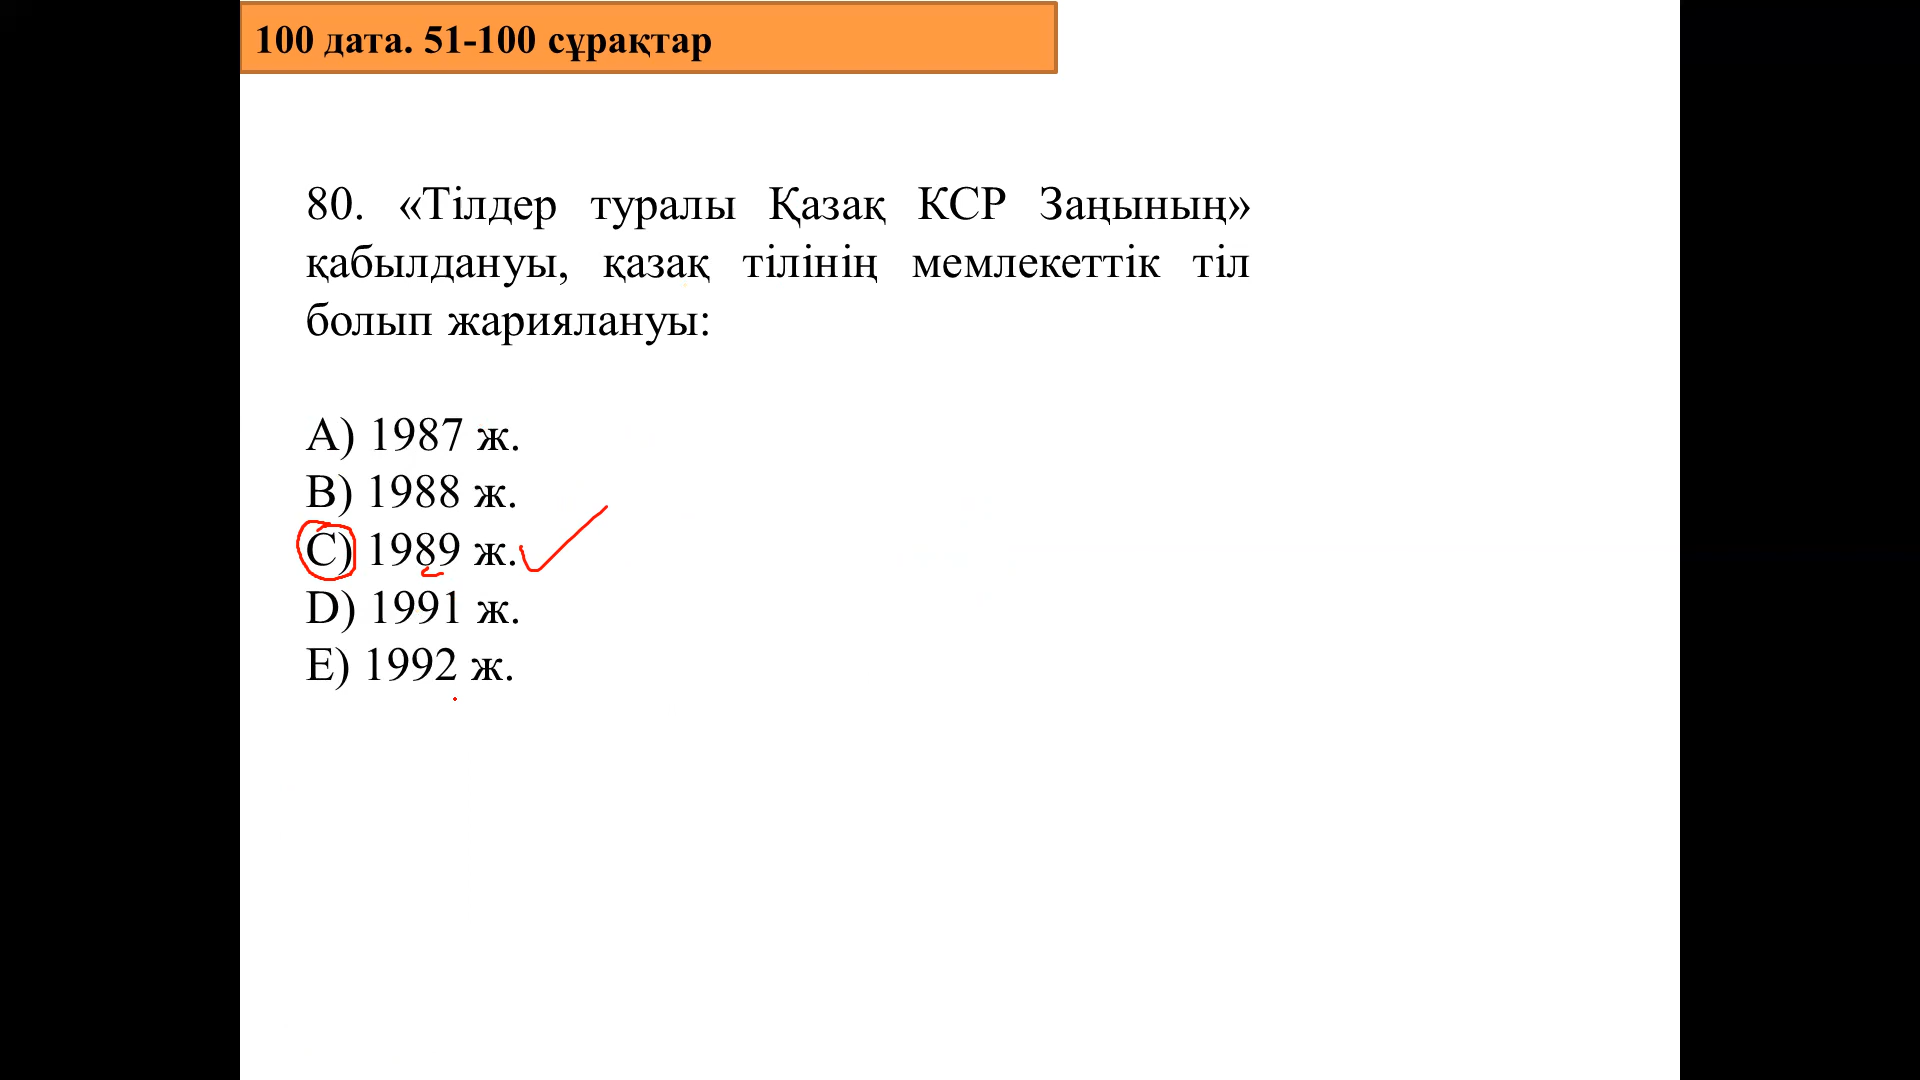 100 дата. 51-100 сұрақтар
80. «Тілдер туралы Қазақ КСР Заңының»
қабылдануы, қазақ тілінің мемлекеттік тіл
болып жариялануы:
A) 1987 ж.
B) 1988 ж.
C) 1989 ж.
D) 1991 ж.
E) 1992 ж.